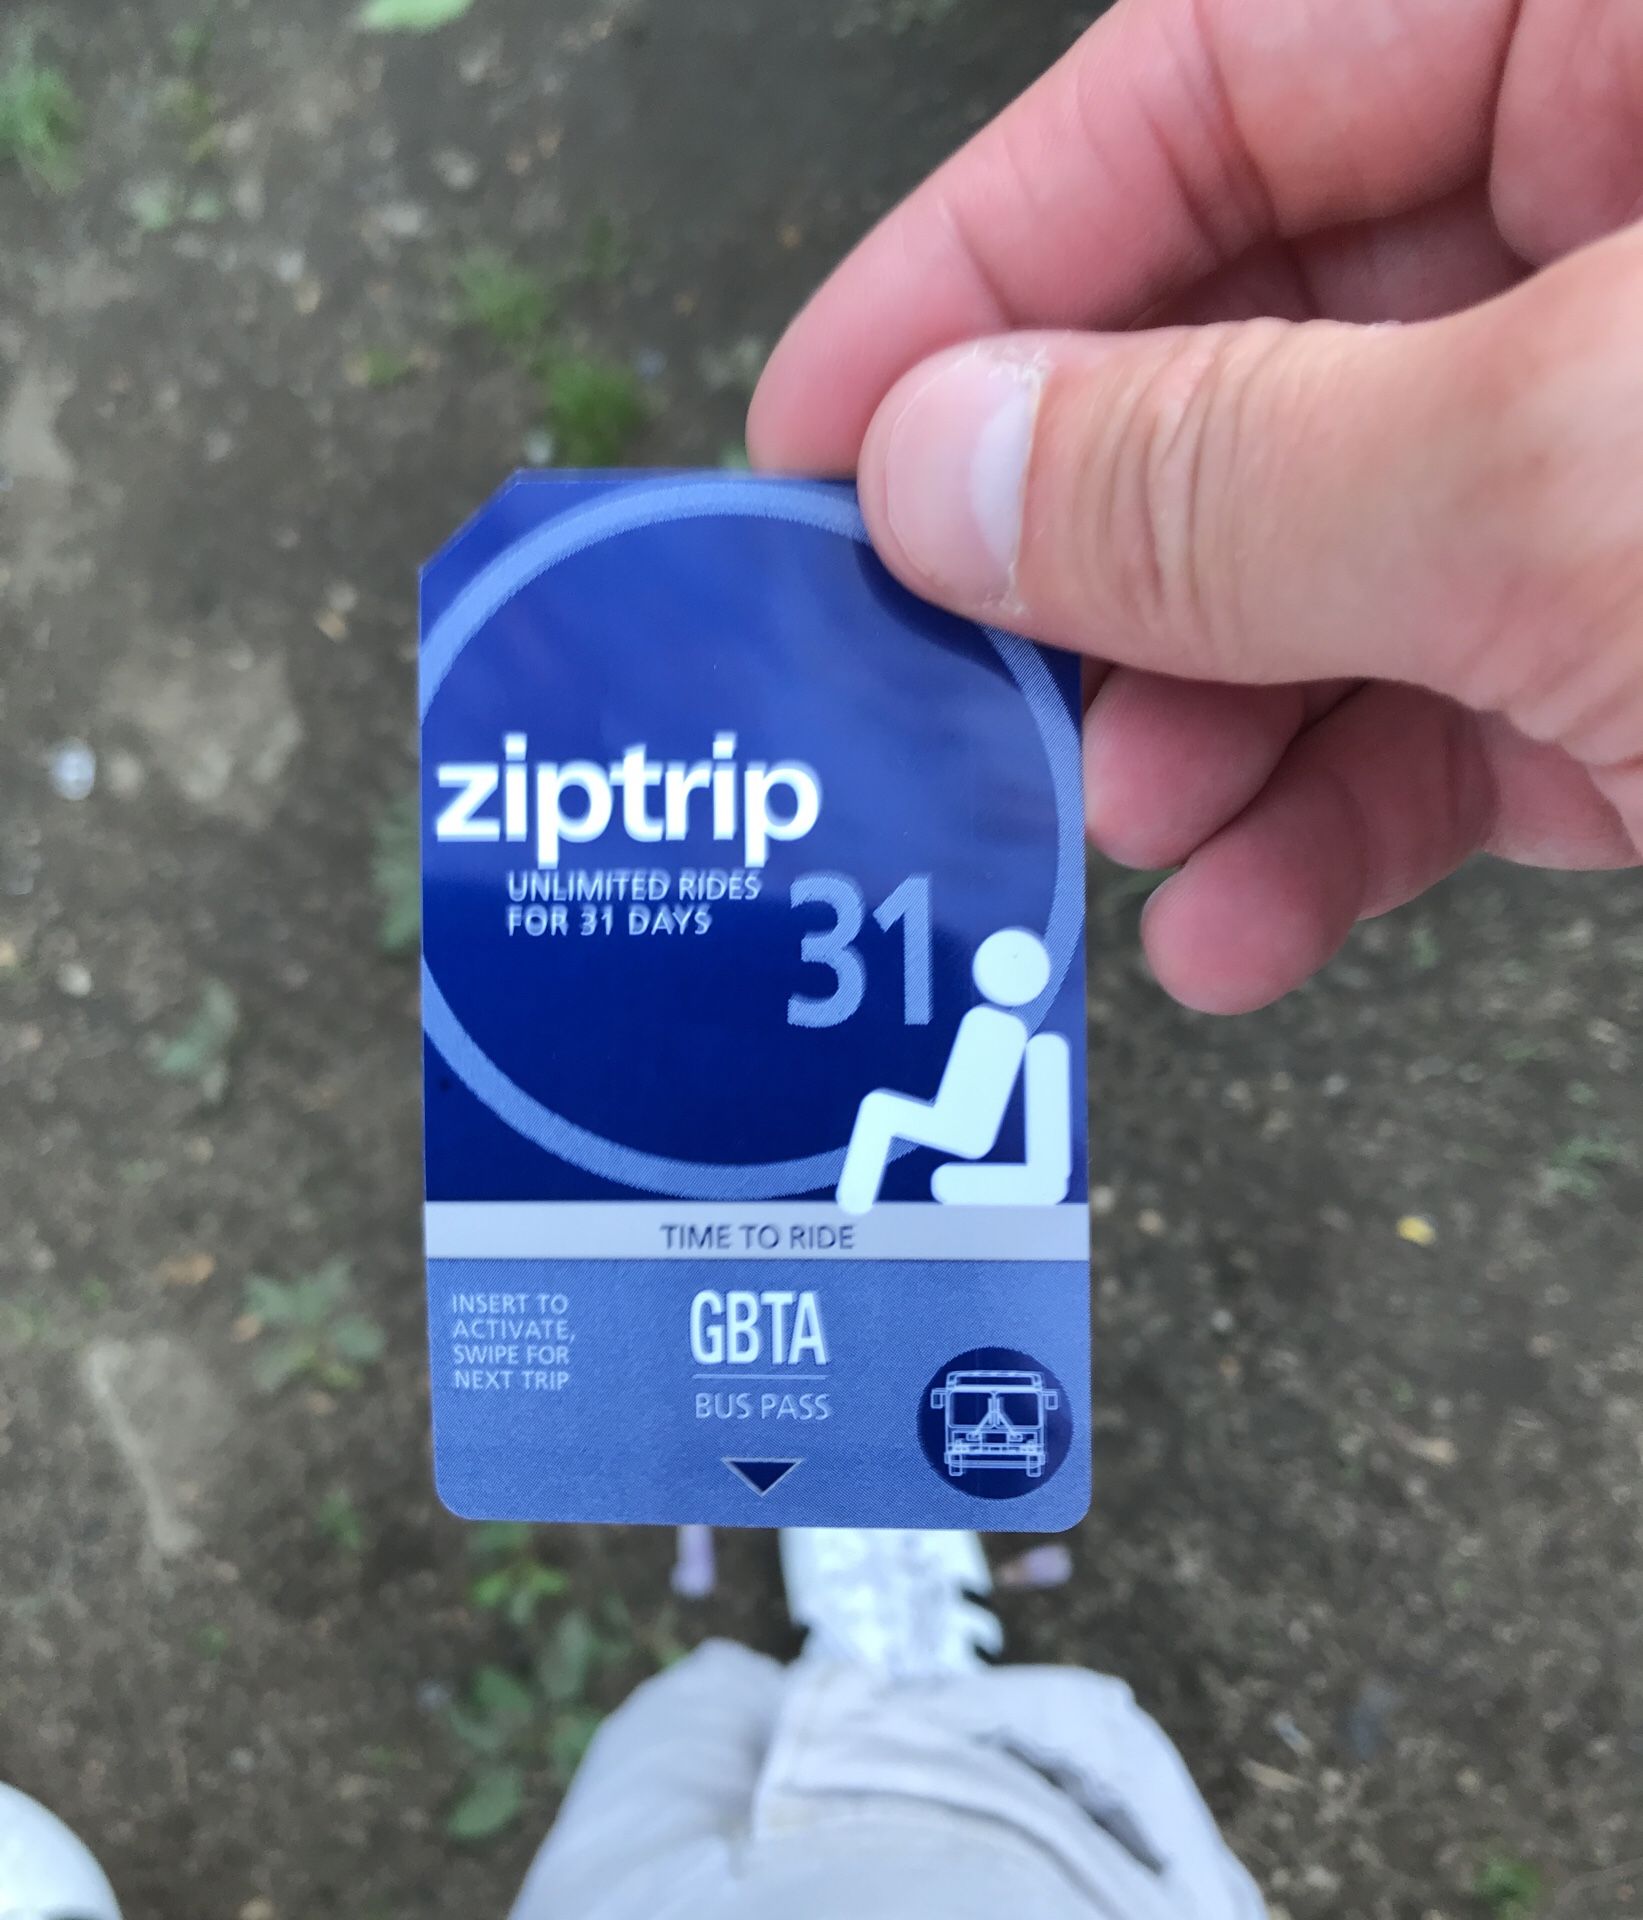 ziptrip
UNLIMITED RIDES
FOR 31 DAYS
31
TIME TO RIDE
INSERT TO
ACTIVATE,
SWIPE FOR
NEXT TRIP
GBTA
BUS PASS